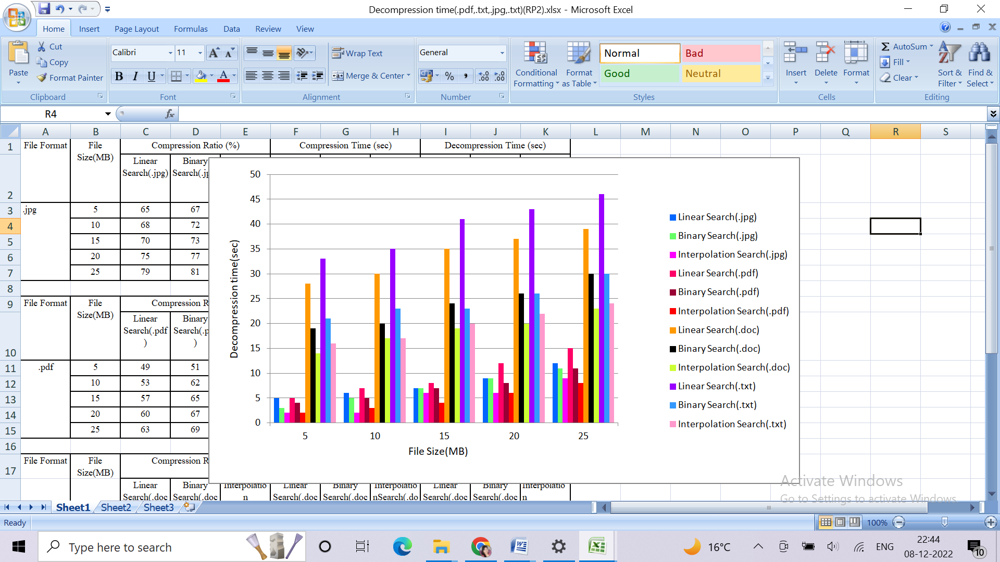 Decompression time(.pdf,.txt,.jpg,.txt)(RP2).xlsx - Microsoft Excel
Home Insert Page Layout Formulas Data Review View
Paste
Cut
Copy
Format Painter
Clipboard
Calibri 11
B I U
Font
Wrap Text
Merge & Center
Alignment
General
% , .00
Number
Conditional Formatting
Format as Table
Normal Bad
Good Neutral
Styles
Insert Delete Format
Cells
Σ AutoSum
Fill
Clear
Sort & Filter
Find & Select
Editing
R4 fx
A B C D E F G H I J K L M N O P Q R S
1 File Format File Size(MB) Compression Ratio (%) Compression Time (sec) Decompression Time (sec)
2 Linear Search(.jpg) Binary
3 .jpg 5 65 67
4 10 68 72
5 15 70 73
6 20 75 77
7 25 79 81
8
9 File Format File Size(MB) Compression R
10 Linear Search(.pdf) Binary Search(.p )
11 .pdf 5 49 51
12 10 53 62
13 15 57 65
14 20 60 67
15 25 63 69
16
17 File Format File Size(MB) Compression R
Linear Binary Interpolatio Linear Binary Interpolatio Linear Binary Interpolatio
Search(.doc Search(.doc n Search(.doc Search(.doc nSearch(.do Search(.doc Search(.doc n
50
45
40
35
30
25
20
15
10
5
0
Decompression time(sec)
5 10 15 20 25
File Size(MB)
Linear Search(.jpg)
Binary Search(.jpg)
Interpolation Search(.jpg)
Linear Search(.pdf)
Binary Search(.pdf)
Interpolation Search(.pdf)
Linear Search(.doc)
Binary Search(.doc)
Interpolation Search(.doc)
Linear Search(.txt)
Binary Search(.txt)
Interpolation Search(.txt)
Activate Windows
Go to Settings to activate Windows.
Sheet1 Sheet2 Sheet3
Ready 100%
Type here to search
16°C ENG
22:44
08-12-2022
10